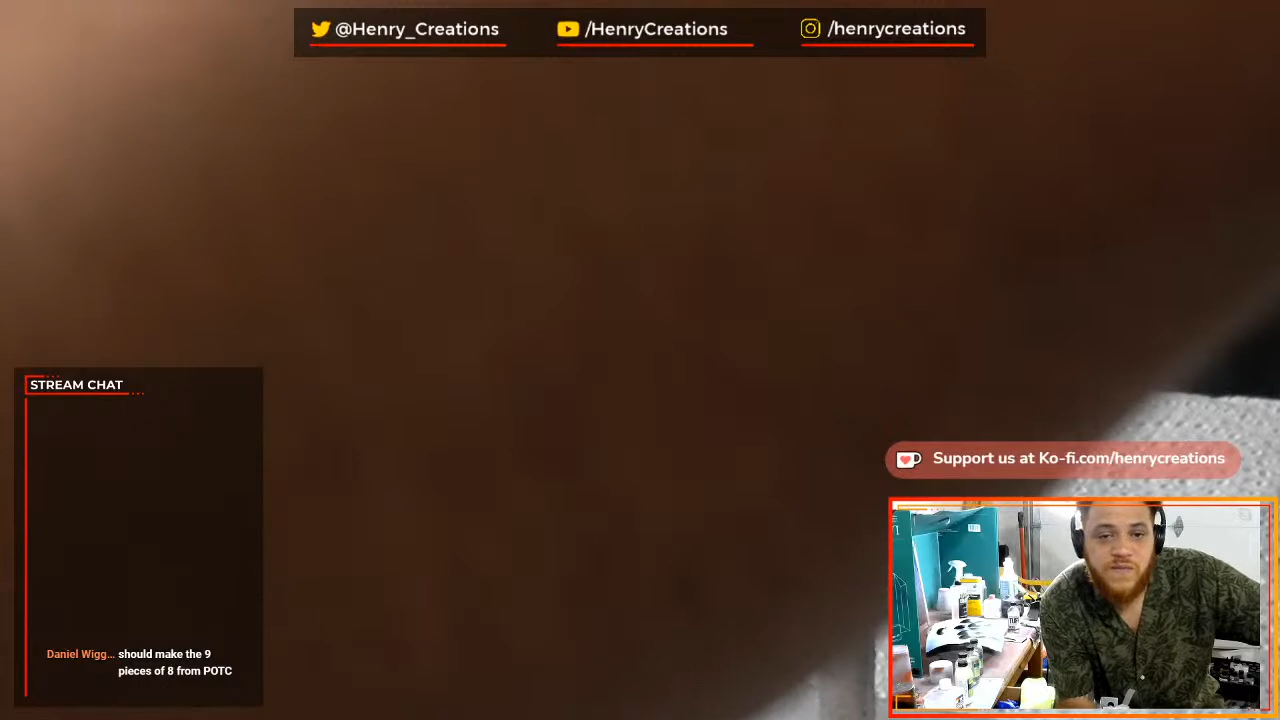 @Henry_Creations /HenryCreations /henrycreations
STREAM CHAT
Support us at Ko-fi.com/henrycreations
Daniel Wigg... should make the 9
pieces of 8 from POTC